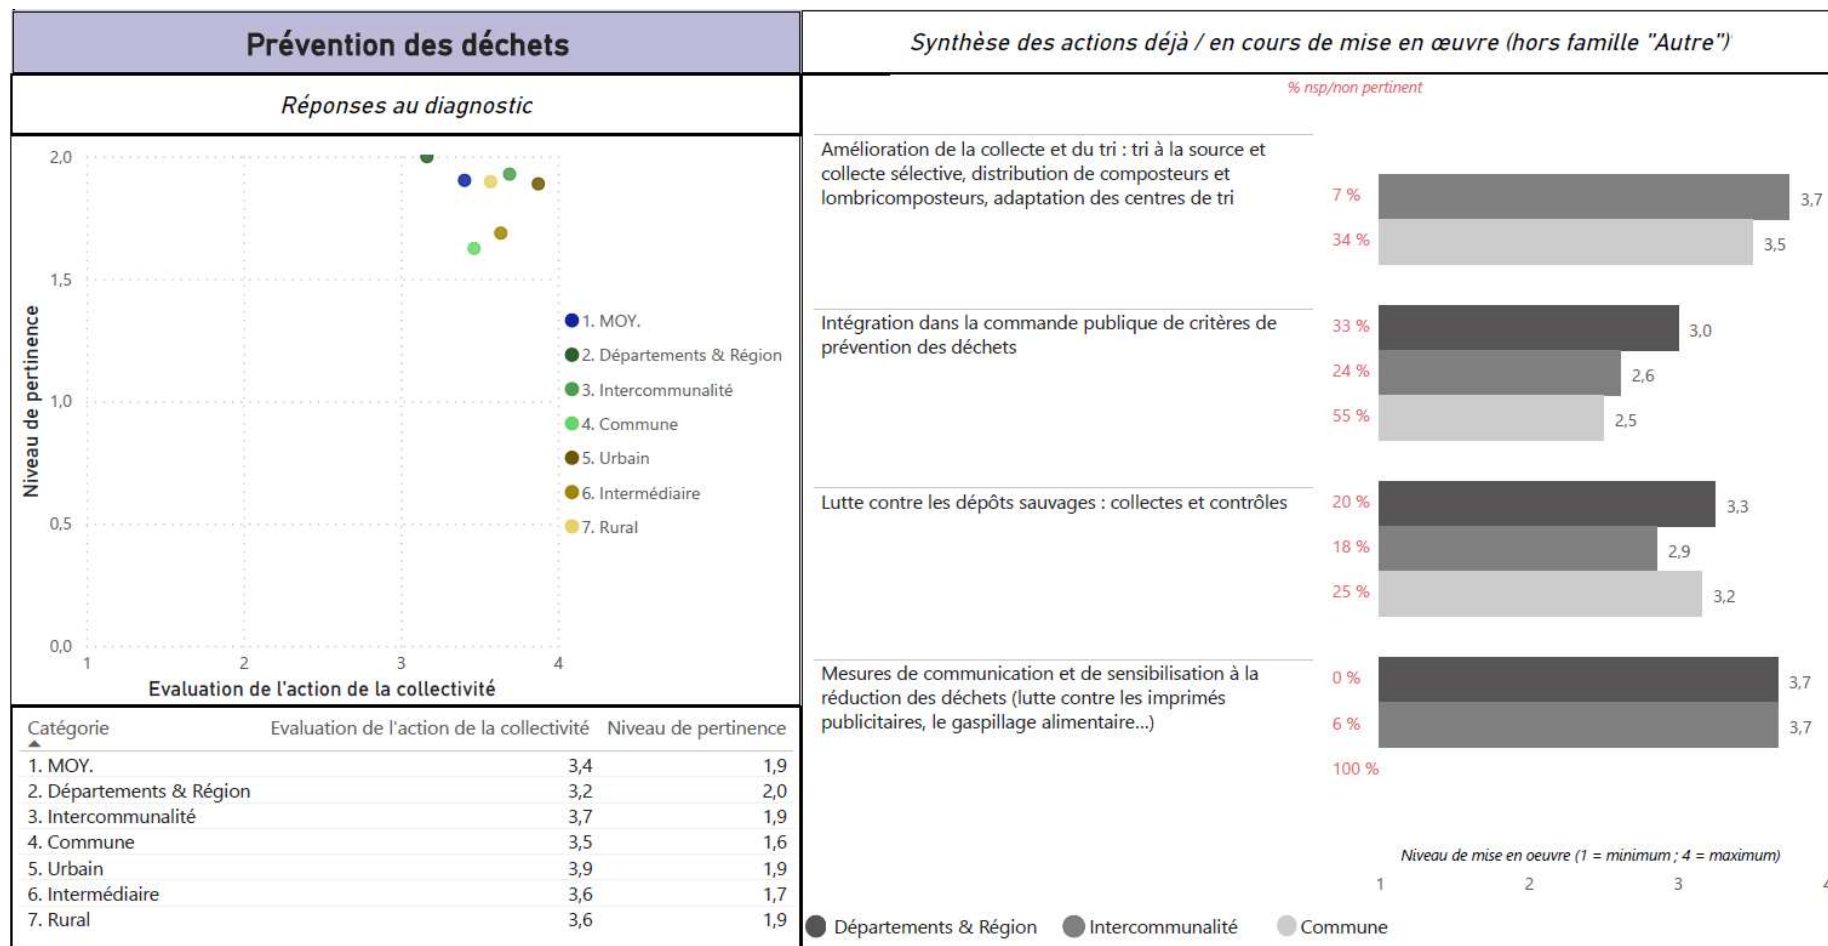 Prévention des déchets
Synthèse des actions déjà / en cours de mise en œuvre (hors famille "Autre")
Réponses au diagnostic
2,0
1,5
1,0
0,5
0,0
1
2
3
4
Niveau de pertinence
Evaluation de l'action de la collectivité
1. MOY.
2. Départements & Région
3. Intercommunalité
4. Commune
5. Urbain
6. Intermédiaire
7. Rural
Catégorie Evaluation de l'action de la collectivité Niveau de pertinence
1. MOY. 3,4 1,9
2. Départements & Région 3,2 2,0
3. Intercommunalité 3,7 1,9
4. Commune 3,5 1,6
5. Urbain 3,9 1,9
6. Intermédiaire 3,6 1,7
7. Rural 3,6 1,9
% nsp/non pertinent
Amélioration de la collecte et du tri : tri à la source et
collecte sélective, distribution de composteurs et
lombricomposteurs, adaptation des centres de tri
7 % 3,7
34 % 3,5
Intégration dans la commande publique de critères de
prévention des déchets
33 % 3,0
24 % 2,6
55 % 2,5
Lutte contre les dépôts sauvages : collectes et contrôles
20 % 3,3
18 % 2,9
25 % 3,2
Mesures de communication et de sensibilisation à la
réduction des déchets (lutte contre les imprimés
publicitaires, le gaspillage alimentaire...)
0 % 3,7
6 % 3,7
100 %
Niveau de mise en oeuvre (1 = minimum ; 4 = maximum)
1 2 3 4
Départements & Région Intercommunalité Commune